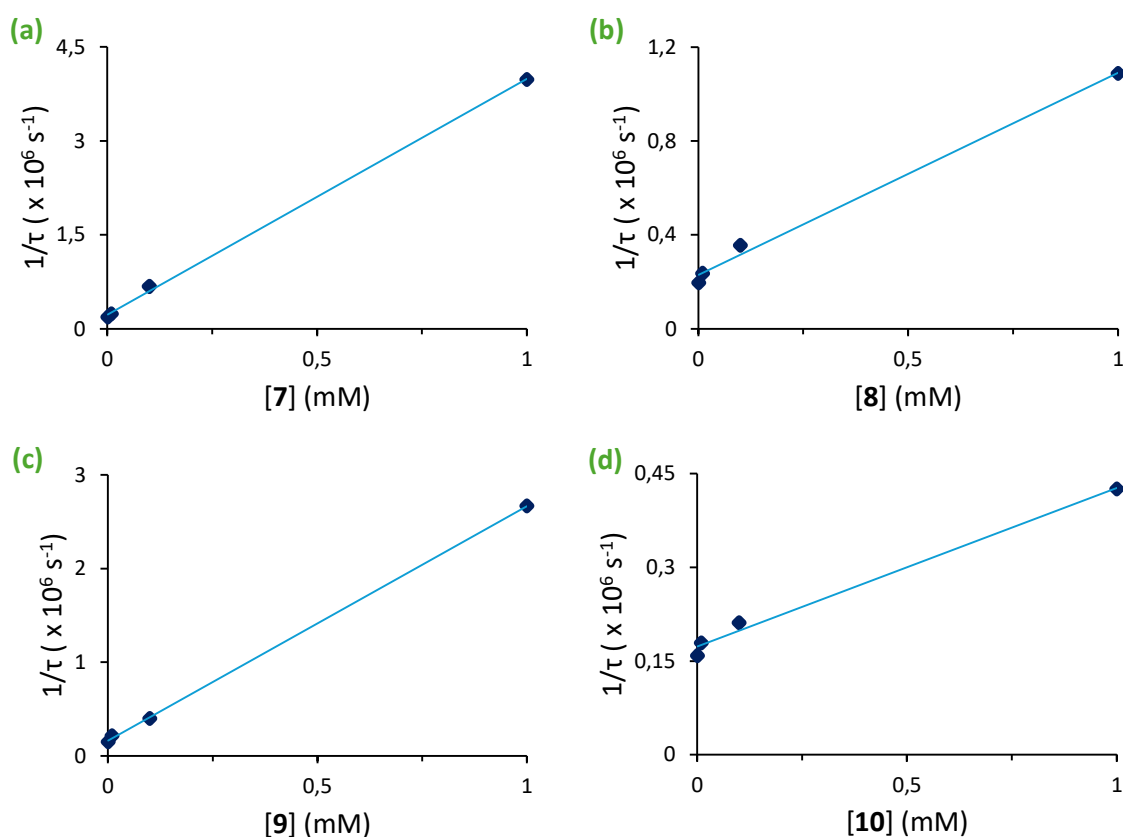 (a)
4,5
3
1,5
0
1/τ ( x 10⁶ s⁻¹)
0
0,5
1
[7] (mM)
(b)
1,2
0,8
0,4
0
1/τ ( x 10⁶ s⁻¹)
0
0,5
1
[8] (mM)
(c)
3
2
1
0
1/τ ( x 10⁶ s⁻¹)
0
0,5
1
[9] (mM)
(d)
0,45
0,3
0,15
0
1/τ ( x 10⁶ s⁻¹)
0
0,5
1
[10] (mM)